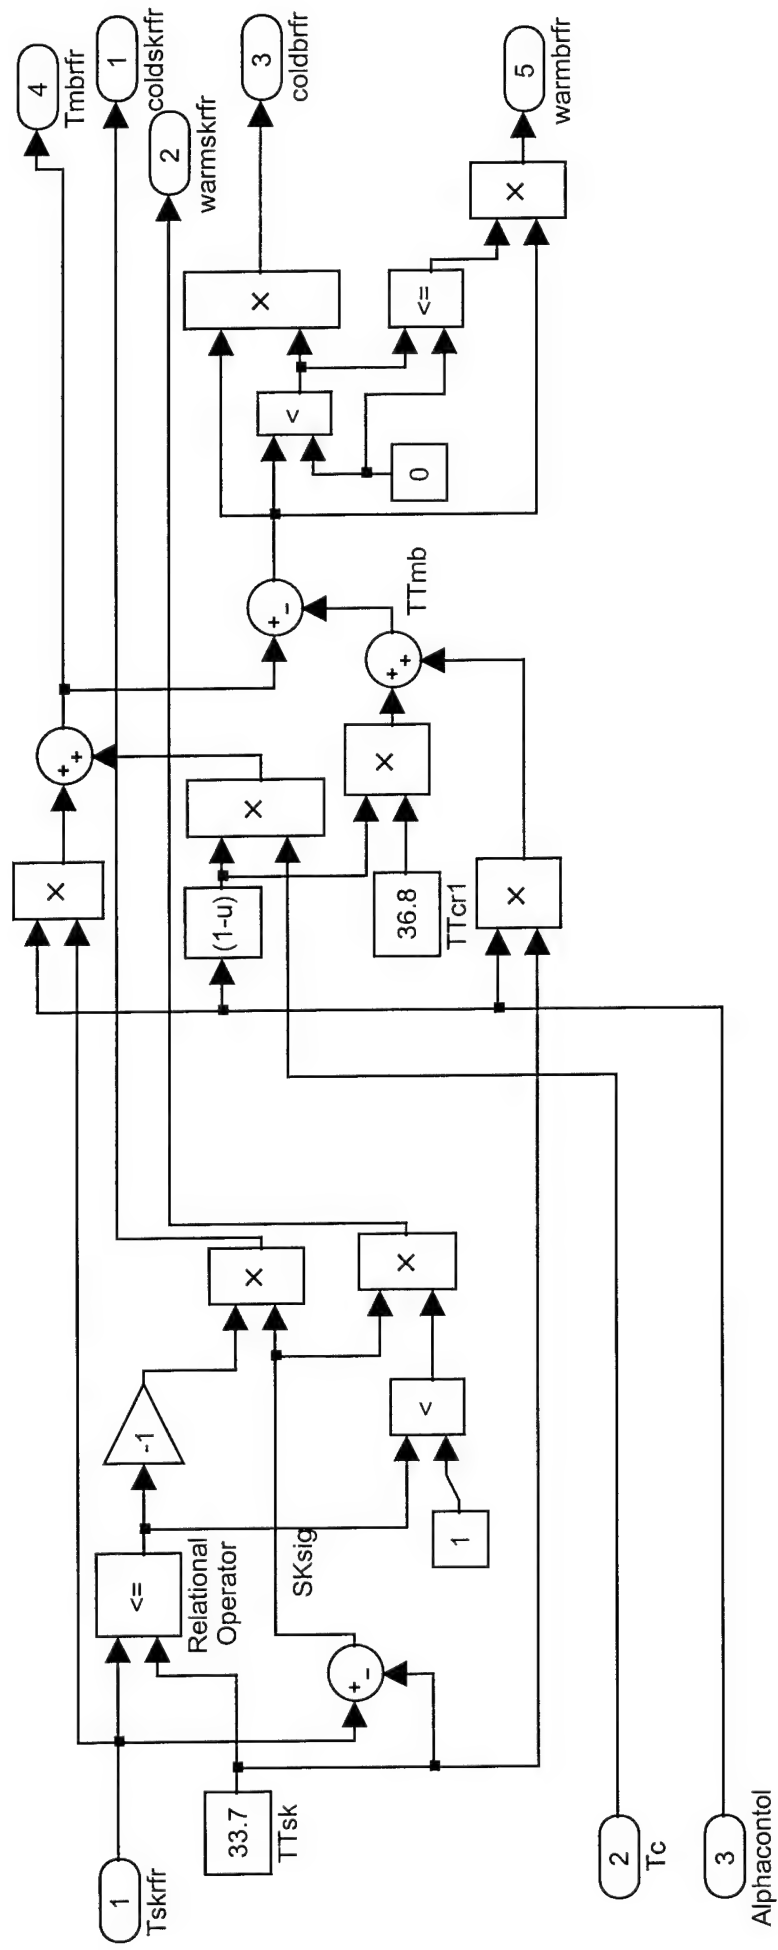 1
Tskrfr
33.7
TTsk
2
Tc
3
Alphacontol
<=
Relational
Operator
+
-
SKsig
1
-1
<
×
×
×
(1-u)
36.8
TTcr1
×
×
×
+
+
+
+
TTmb
+
-
0
<
<=
×
×
4
Tmbrfr
1
coldskrfr
2
warmskrfr
3
coldbrfr
5
warmbrfr